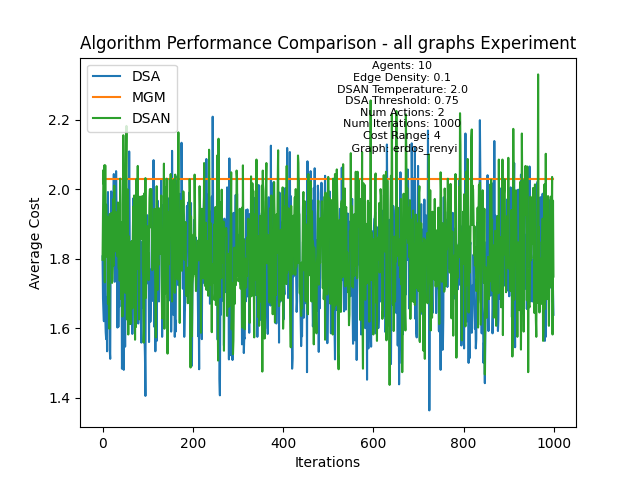 Algorithm Performance Comparison - all graphs Experiment
DSA
MGM
DSAN
Agents: 10
Edge Density: 0.1
DSAN Temperature: 2.0
DSA Threshold: 0.75
Num Actions: 2
Num Iterations: 1000
Cost Range: 4
Graph: erdos_renyi
Average Cost
2.2
2.0
1.8
1.6
1.4
0
200
400
600
800
1000
Iterations